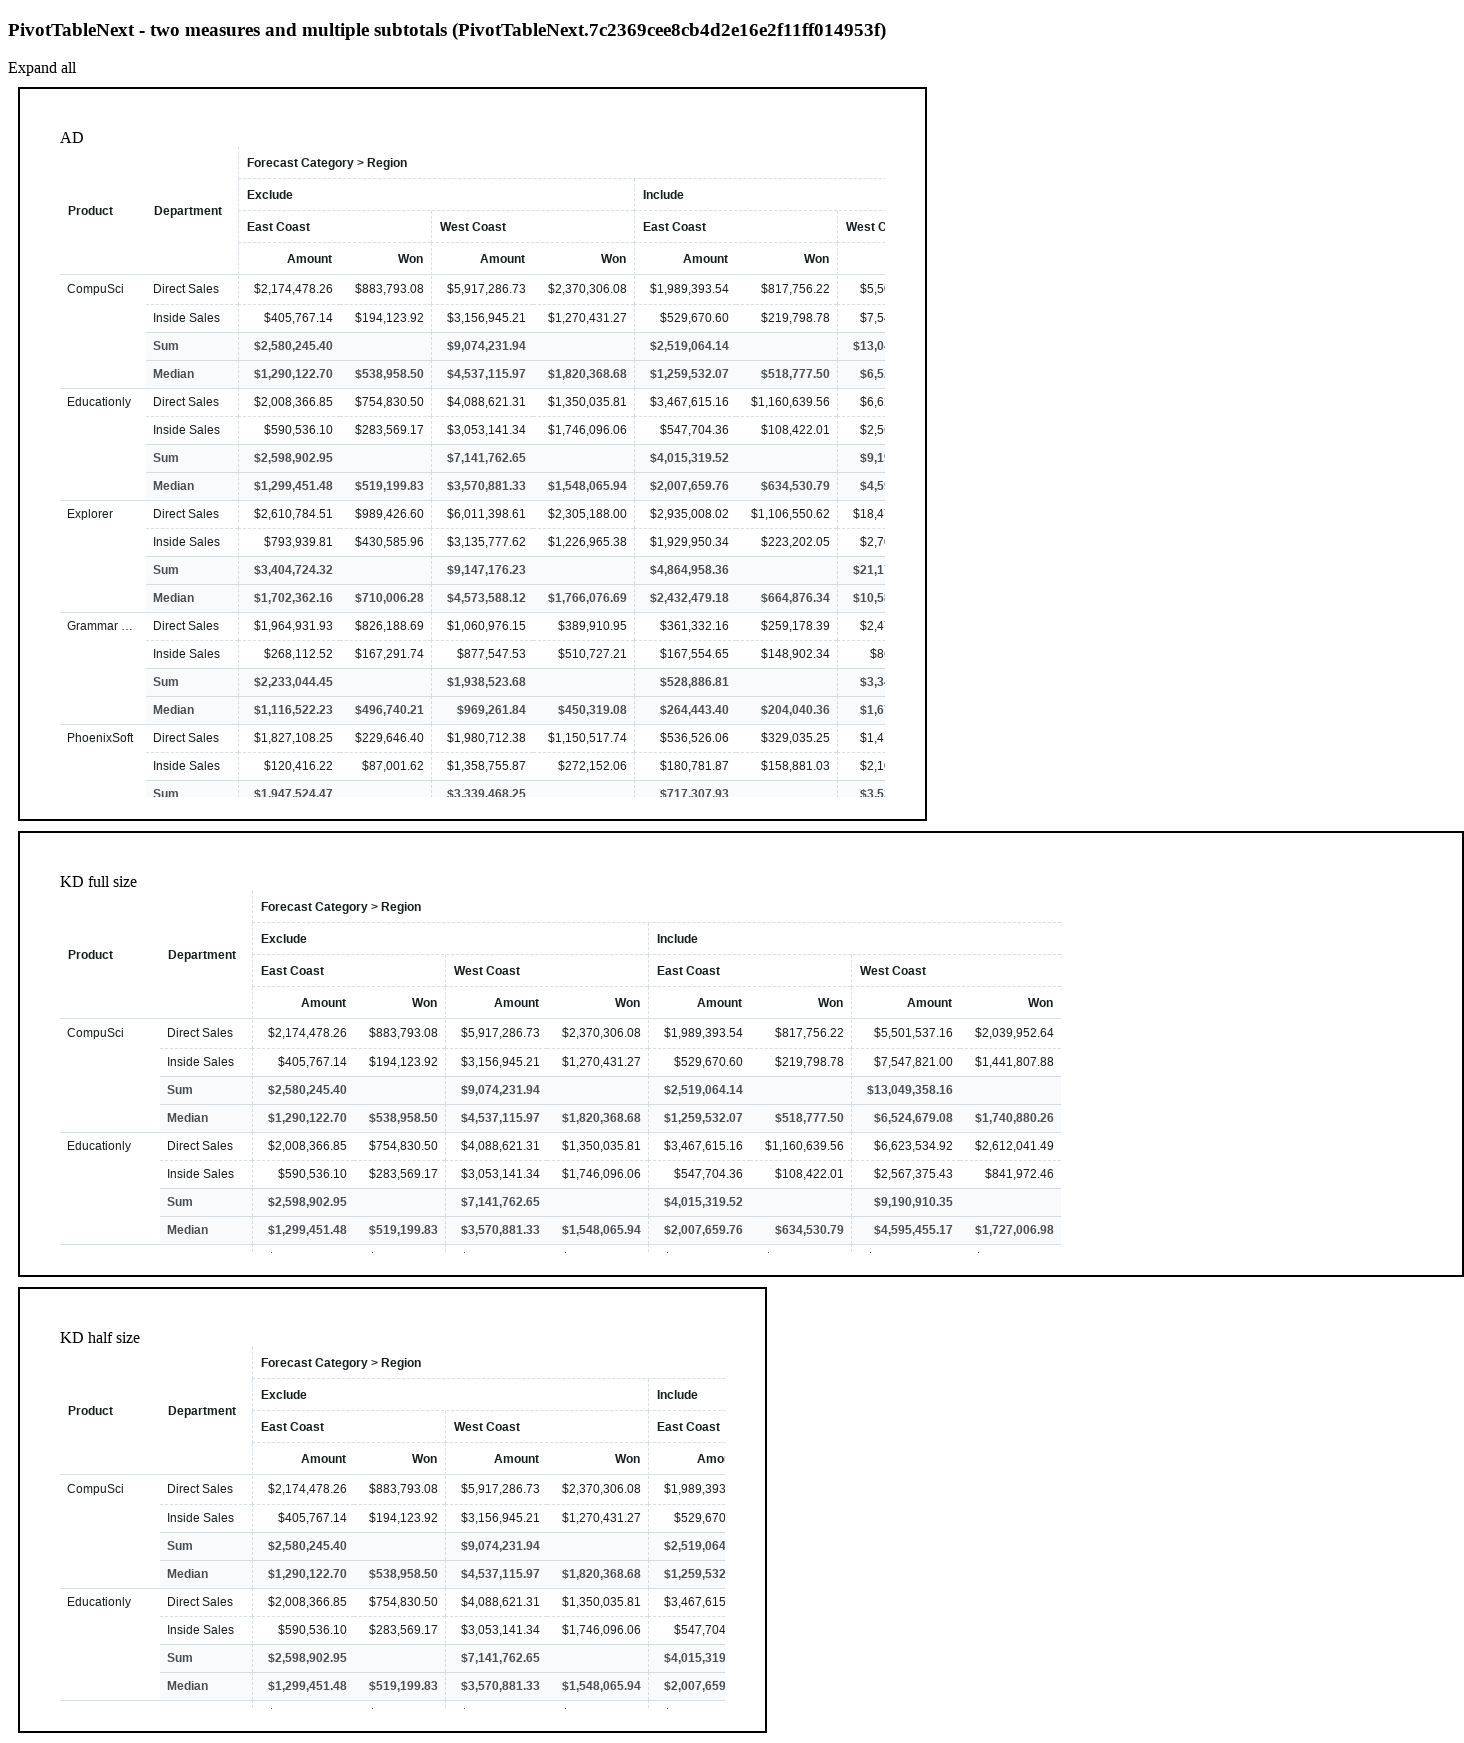 PivotTableNext - two measures and multiple subtotals (PivotTableNext.7c2369cee8cb4d2e16e2f11ff014953f)
Expand all
AD
Forecast Category > Region
Exclude Include
Product Department
East Coast West Coast East Coast West C
Amount Won Amount Won Amount Won
CompuSci Direct Sales $2,174,478.26 $883,793.08 $5,917,286.73 $2,370,306.08 $1,989,393.54 $817,756.22 $5,5
Inside Sales $405,767.14 $194,123.92 $3,156,945.21 $1,270,431.27 $529,670.60 $219,798.78 $7,5
Sum $2,580,245.40 $9,074,231.94 $2,519,064.14 $13,0
Median $1,290,122.70 $538,958.50 $4,537,115.97 $1,820,368.68 $1,259,532.07 $518,777.50 $6,5
Educationly Direct Sales $2,008,366.85 $754,830.50 $4,088,621.31 $1,350,035.81 $3,467,615.16 $1,160,639.56 $6,6
Inside Sales $590,536.10 $283,569.17 $3,053,141.34 $1,746,096.06 $547,704.36 $108,422.01 $2,5
Sum $2,598,902.95 $7,141,762.65 $4,015,319.52 $9,1
Median $1,299,451.48 $519,199.83 $3,570,881.33 $1,548,065.94 $2,007,659.76 $634,530.79 $4,5
Explorer Direct Sales $2,610,784.51 $989,426.60 $6,011,398.61 $2,305,188.00 $2,935,008.02 $1,106,550.62 $18,4
Inside Sales $793,939.81 $430,585.96 $3,135,777.62 $1,226,965.38 $1,929,950.34 $223,202.05 $2,7
Sum $3,404,724.32 $9,147,176.23 $4,864,958.36 $21,1
Median $1,702,362.16 $710,006.28 $4,573,588.12 $1,766,076.69 $2,432,479.18 $664,876.34 $10,5
Grammar ... Direct Sales $1,964,931.93 $826,188.69 $1,060,976.15 $389,910.95 $361,332.16 $259,178.39 $2,4
Inside Sales $268,112.52 $167,291.74 $877,547.53 $510,727.21 $167,554.65 $148,902.34 $8
Sum $2,233,044.45 $1,938,523.68 $528,886.81 $3,3
Median $1,116,522.23 $496,740.21 $969,261.84 $450,319.08 $264,443.40 $204,040.36 $1,6
PhoenixSoft Direct Sales $1,827,108.25 $229,646.40 $1,980,712.38 $1,150,517.74 $536,526.06 $329,035.25 $1,4
Inside Sales $120,416.22 $87,001.62 $1,358,755.87 $272,152.06 $180,781.87 $158,881.03 $2,1
Sum $1,947,524.47 $3,339,468.25 $717,307.93 $3,5
KD full size
Forecast Category > Region
Exclude Include
Product Department
East Coast West Coast East Coast West Coast
Amount Won Amount Won Amount Won Amount Won
CompuSci Direct Sales $2,174,478.26 $883,793.08 $5,917,286.73 $2,370,306.08 $1,989,393.54 $817,756.22 $5,501,537.16 $2,039,952.64
Inside Sales $405,767.14 $194,123.92 $3,156,945.21 $1,270,431.27 $529,670.60 $219,798.78 $7,547,821.00 $1,441,807.88
Sum $2,580,245.40 $9,074,231.94 $2,519,064.14 $13,049,358.16
Median $1,290,122.70 $538,958.50 $4,537,115.97 $1,820,368.68 $1,259,532.07 $518,777.50 $6,524,679.08 $1,740,880.26
Educationly Direct Sales $2,008,366.85 $754,830.50 $4,088,621.31 $1,350,035.81 $3,467,615.16 $1,160,639.56 $6,623,534.92 $2,612,041.49
Inside Sales $590,536.10 $283,569.17 $3,053,141.34 $1,746,096.06 $547,704.36 $108,422.01 $2,567,375.43 $841,972.46
Sum $2,598,902.95 $7,141,762.65 $4,015,319.52 $9,190,910.35
Median $1,299,451.48 $519,199.83 $3,570,881.33 $1,548,065.94 $2,007,659.76 $634,530.79 $4,595,455.17 $1,727,006.98
KD half size
Forecast Category > Region
Exclude Include
Product Department
East Coast West Coast East Coast
Amount Won Amount Won Amou
CompuSci Direct Sales $2,174,478.26 $883,793.08 $5,917,286.73 $2,370,306.08 $1,989,393
Inside Sales $405,767.14 $194,123.92 $3,156,945.21 $1,270,431.27 $529,670
Sum $2,580,245.40 $9,074,231.94 $2,519,064
Median $1,290,122.70 $538,958.50 $4,537,115.97 $1,820,368.68 $1,259,532
Educationly Direct Sales $2,008,366.85 $754,830.50 $4,088,621.31 $1,350,035.81 $3,467,615
Inside Sales $590,536.10 $283,569.17 $3,053,141.34 $1,746,096.06 $547,704
Sum $2,598,902.95 $7,141,762.65 $4,015,319
Median $1,299,451.48 $519,199.83 $3,570,881.33 $1,548,065.94 $2,007,659